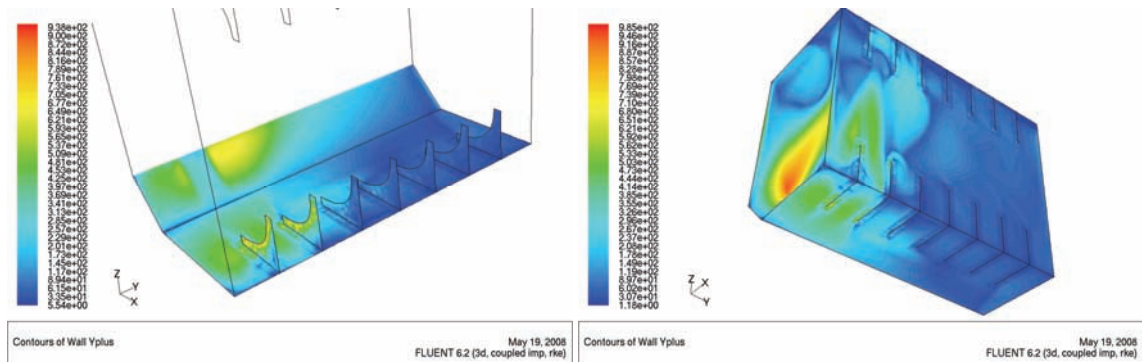 9.38e+02
9.00e+02
8.72e+02
8.44e+02
8.16e+02
7.89e+02
7.61e+02
7.33e+02
7.05e+02
6.77e+02
6.49e+02
6.21e+02
5.93e+02
5.65e+02
5.37e+02
5.09e+02
4.81e+02
4.53e+02
4.25e+02
3.97e+02
3.69e+02
3.41e+02
3.13e+02
2.85e+02
2.57e+02
2.29e+02
2.01e+02
1.73e+02
1.45e+02
1.17e+02
8.94e+01
6.15e+01
3.35e+01
5.54e+00
Z
Y
X
Contours of Wall Yplus
May 19, 2008
FLUENT 6.2 (3d, coupled imp, rke)
9.85e+02
9.46e+02
9.16e+02
8.87e+02
8.57e+02
8.28e+02
7.98e+02
7.69e+02
7.39e+02
7.10e+02
6.80e+02
6.51e+02
6.21e+02
5.92e+02
5.62e+02
5.33e+02
5.03e+02
4.73e+02
4.44e+02
4.14e+02
3.85e+02
3.55e+02
3.26e+02
2.96e+02
2.67e+02
2.37e+02
2.08e+02
1.78e+02
1.49e+02
1.19e+02
8.97e+01
6.02e+01
3.07e+01
1.18e+00
Z
X
Y
Contours of Wall Yplus
May 19, 2008
FLUENT 6.2 (3d, coupled imp, rke)